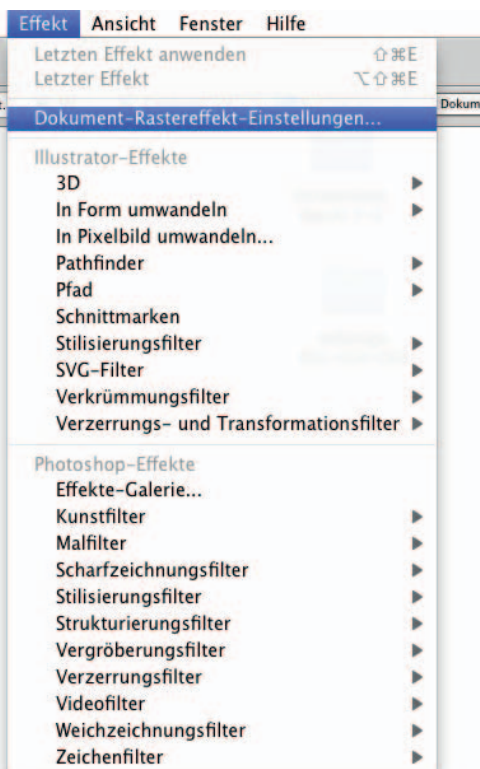 Effekt Ansicht Fenster Hilfe
Letzten Effekt anwenden ⇧⌘E
Letzter Effekt ⌥⇧⌘E
Dokument-Rastereffekt-Einstellungen...
Dokum
Illustrator-Effekte
3D
In Form umwandeln
In Pixelbild umwandeln...
Pathfinder
Pfad
Schnittmarken
Stilisierungsfilter
SVG-Filter
Verkrümmungsfilter
Verzerrungs- und Transformationsfilter
Photoshop-Effekte
Effekte-Galerie...
Kunstfilter
Malfilter
Scharfzeichnungsfilter
Stilisierungsfilter
Strukturierungsfilter
Vergröberungsfilter
Verzerrungsfilter
Videofilter
Weichzeichnungsfilter
Zeichenfilter